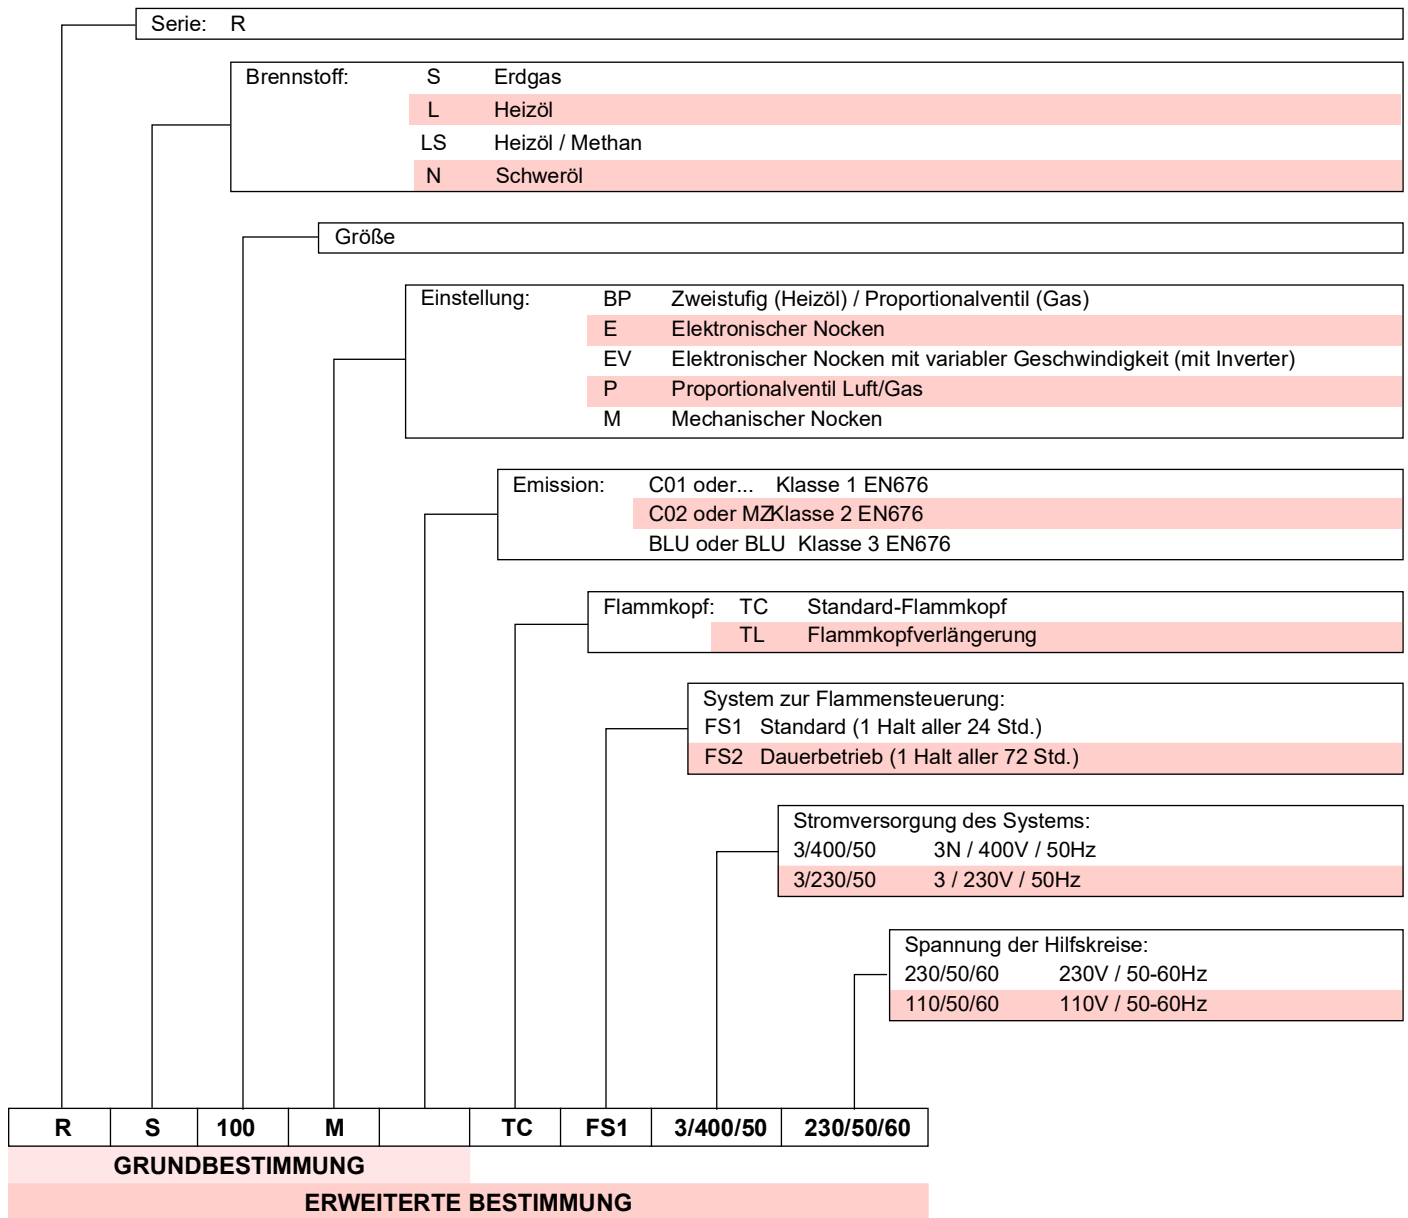 Serie: R
Brennstoff: S Erdgas
L Heizöl
LS Heizöl / Methan
N Schweröl
Größe
Einstellung: BP Zweistufig (Heizöl) / Proportionalventil (Gas)
E Elektronischer Nocken
EV Elektronischer Nocken mit variabler Geschwindigkeit (mit Inverter)
P Proportionalventil Luft/Gas
M Mechanischer Nocken
Emission: C01 oder... Klasse 1 EN676
C02 oder MZKlasse 2 EN676
BLU oder BLU Klasse 3 EN676
Flammkopf: TC Standard-Flammkopf
TL Flammkopfverlängerung
System zur Flammensteuerung:
FS1 Standard (1 Halt aller 24 Std.)
FS2 Dauerbetrieb (1 Halt aller 72 Std.)
Stromversorgung des Systems:
3/400/50 3N / 400V / 50Hz
3/230/50 3 / 230V / 50Hz
Spannung der Hilfskreise:
230/50/60 230V / 50-60Hz
110/50/60 110V / 50-60Hz
R S 100 M TC FS1 3/400/50 230/50/60
GRUNDBESTIMMUNG
ERWEITERTE BESTIMMUNG